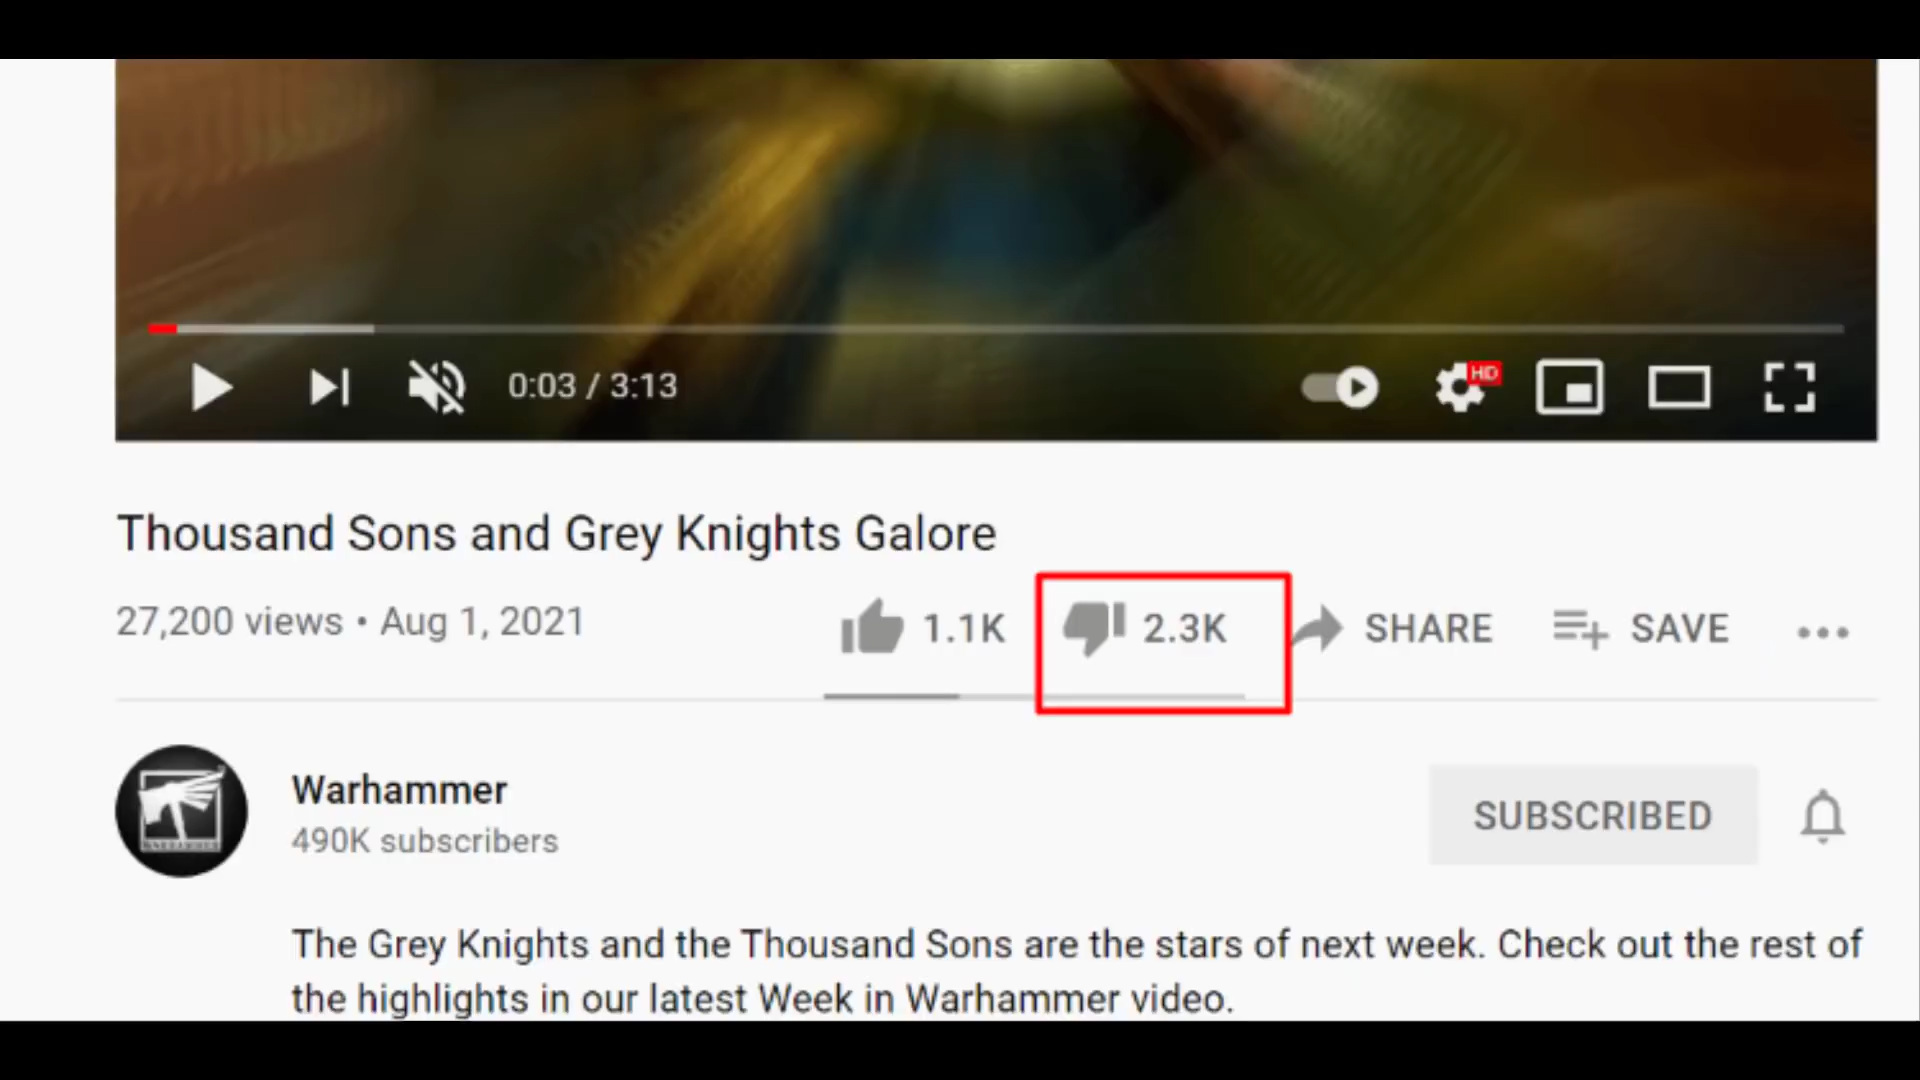 0:03 / 3:13
HD
Thousand Sons and Grey Knights Galore
27,200 views • Aug 1, 2021
1.1K
2.3K
SHARE
SAVE
Warhammer
490K subscribers
SUBSCRIBED
The Grey Knights and the Thousand Sons are the stars of next week. Check out the rest of
the highlights in our latest Week in Warhammer video.